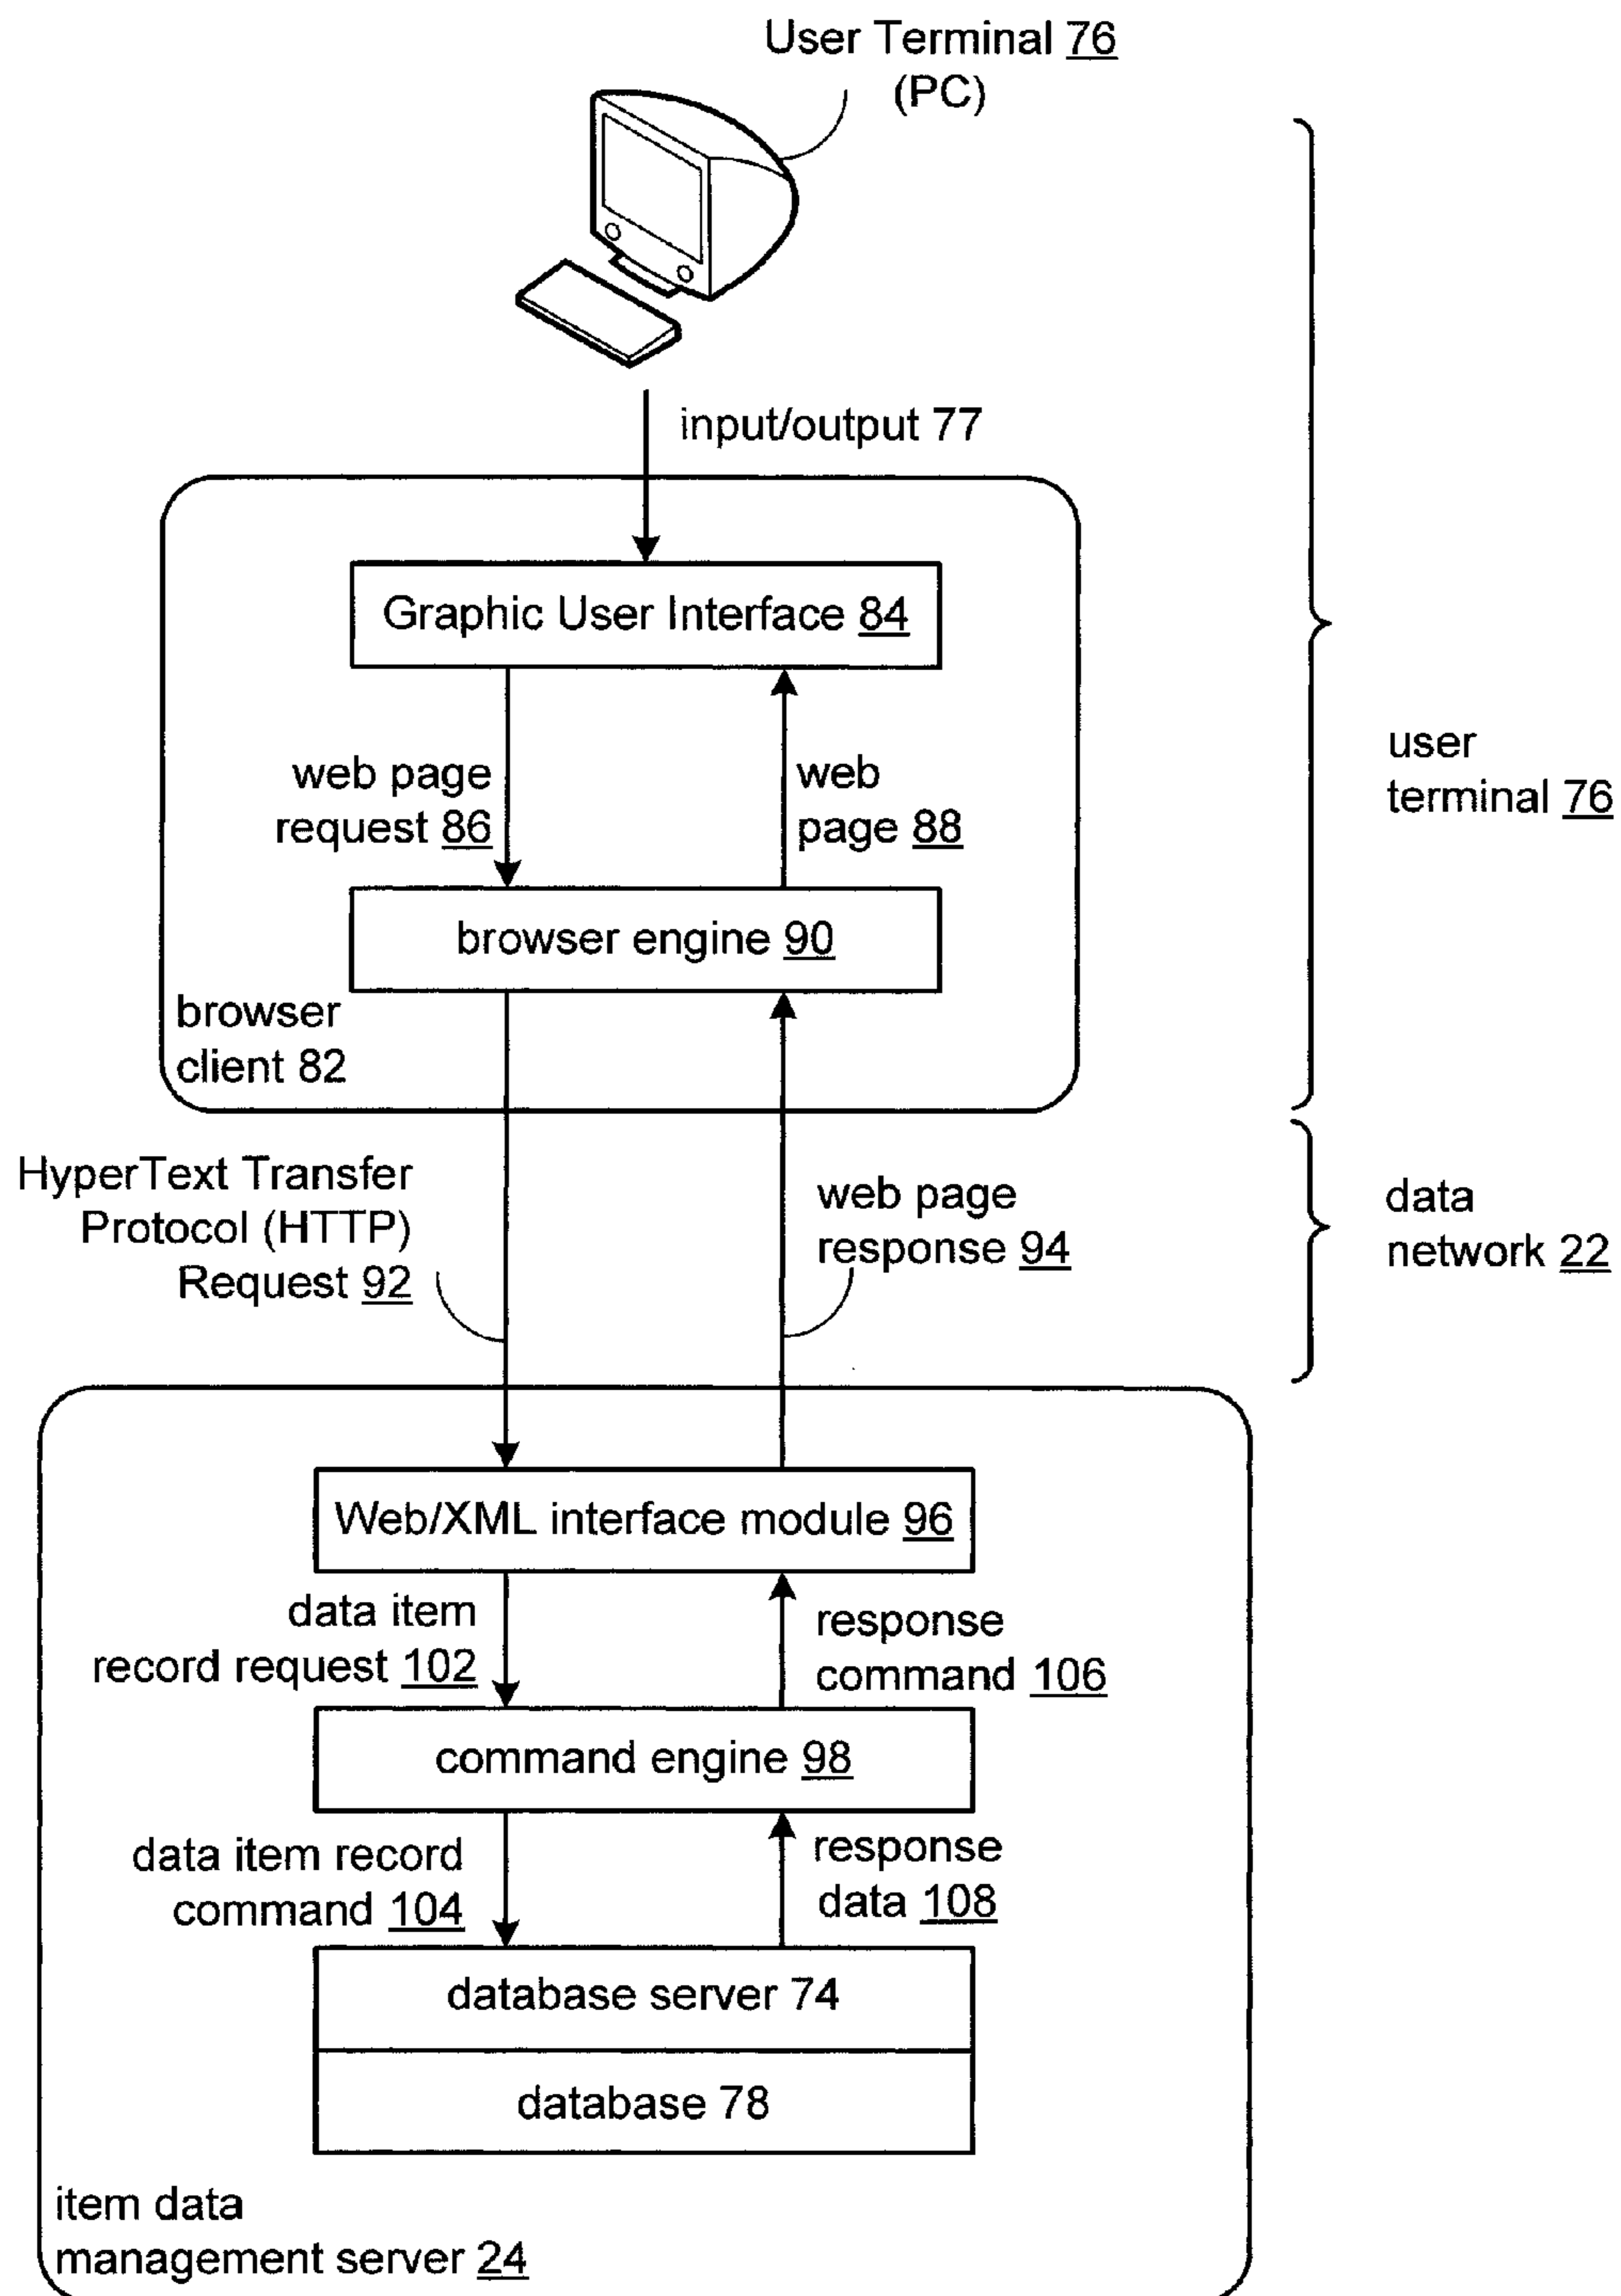 User Terminal 76
(PC)
input/output 77
Graphic User Interface 84
web page
request 86
web
page 88
browser engine 90
browser
client 82
user
terminal 76
HyperText Transfer
Protocol (HTTP)
Request 92
web page
response 94
data
network 22
Web/XML interface module 96
data item
record request 102
response
command 106
command engine 98
data item record
command 104
response
data 108
database server 74
database 78
item data
management server 24